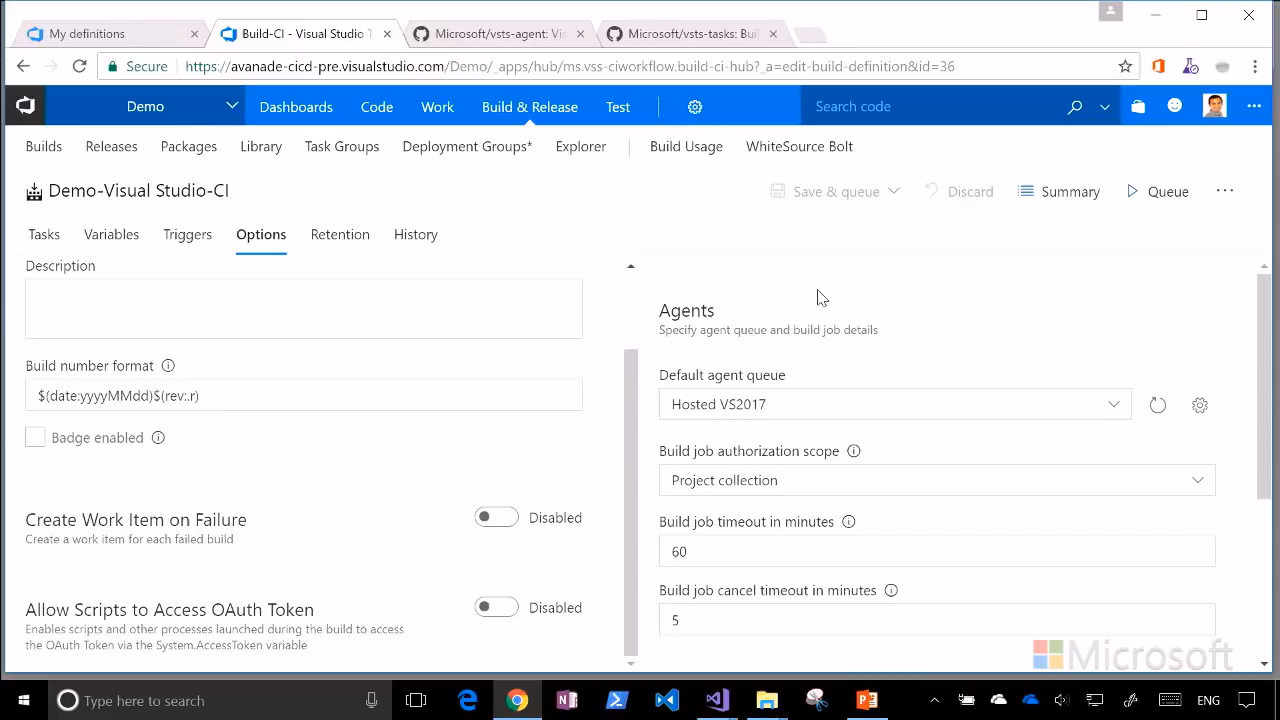 My definitions
Build-CI - Visual Studio T
Microsoft/vsts-agent: Vis
Microsoft/vsts-tasks: Buil
Secure
https://avanade-cicd-pre.visualstudio.com/Demo/_apps/hub/ms.vss-ciworkflow.build-ci-hub?_a=edit-build-definition&id=36
Demo
Dashboards
Code
Work
Build & Release
Test
Search code
Builds
Releases
Packages
Library
Task Groups
Deployment Groups*
Explorer
Build Usage
WhiteSource Bolt
Demo-Visual Studio-CI
Save & queue
Discard
Summary
Queue
Tasks
Variables
Triggers
Options
Retention
History
Description
Build number format
$(date:yyyyMMdd)$(rev:.r)
Badge enabled
Create Work Item on Failure
Disabled
Create a work item for each failed build
Allow Scripts to Access OAuth Token
Disabled
Enables scripts and other processes launched during the build to access
the OAuth Token via the System.AccessToken variable
Agents
Specify agent queue and build job details
Default agent queue
Hosted VS2017
Build job authorization scope
Project collection
Build job timeout in minutes
60
Build job cancel timeout in minutes
5
Microsoft
Type here to search
ENG